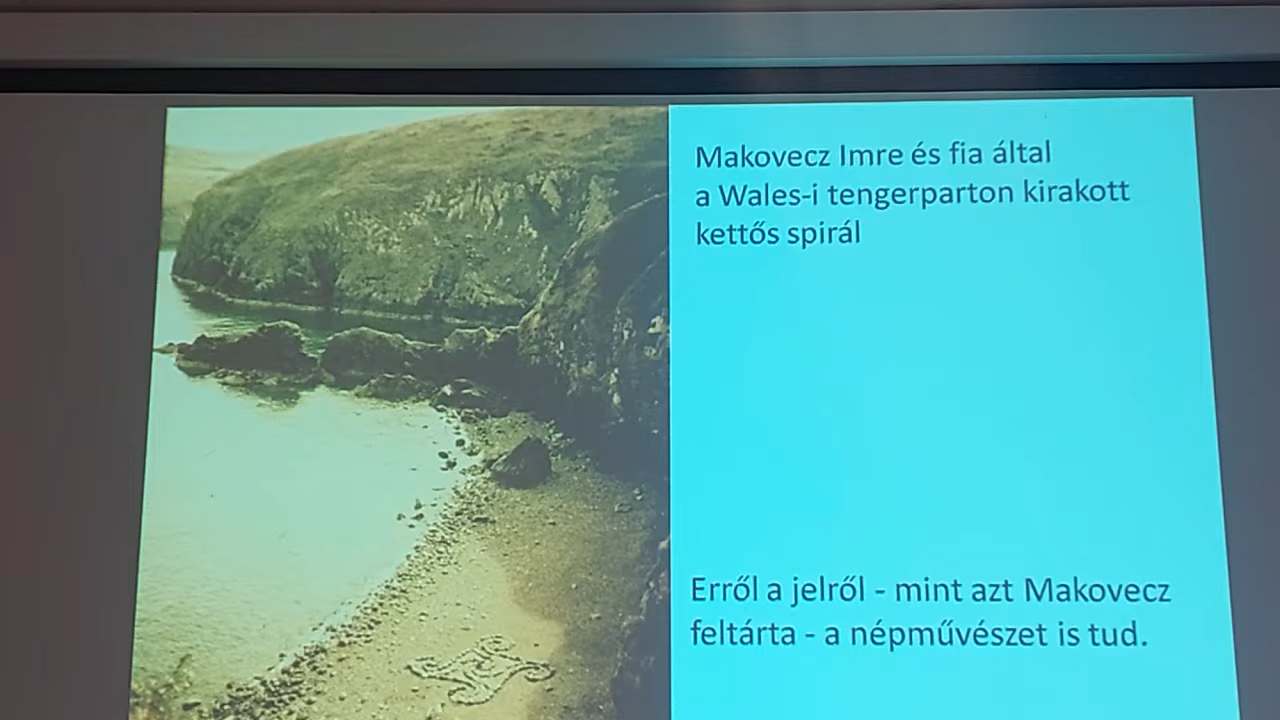 Makovecz Imre és fia által
a Wales-i tengerparton kirakott
kettős spirál
Erről a jelről - mint azt Makovecz
feltárta - a népművészet is tud.